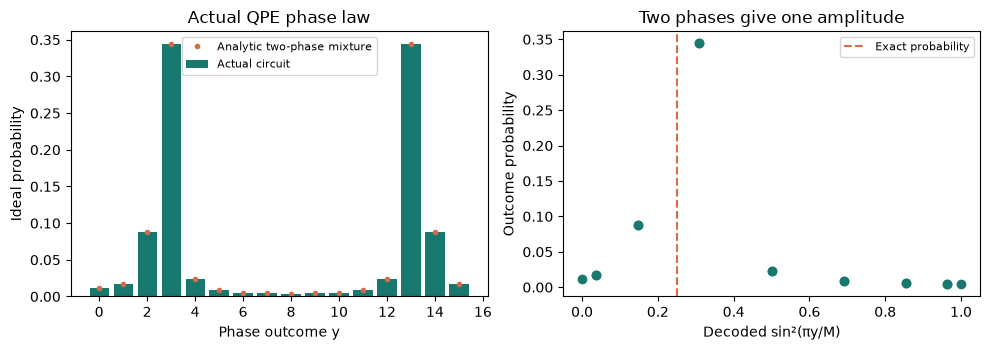 Actual QPE phase law
Analytic two-phase mixture
Actual circuit
Ideal probability
0.35
0.30
0.25
0.20
0.15
0.10
0.05
0.00
0 2 4 6 8 10 12 14 16
Phase outcome y
Two phases give one amplitude
Exact probability
Outcome probability
0.35
0.30
0.25
0.20
0.15
0.10
0.05
0.00
0.0 0.2 0.4 0.6 0.8 1.0
Decoded sin²(πy/M)